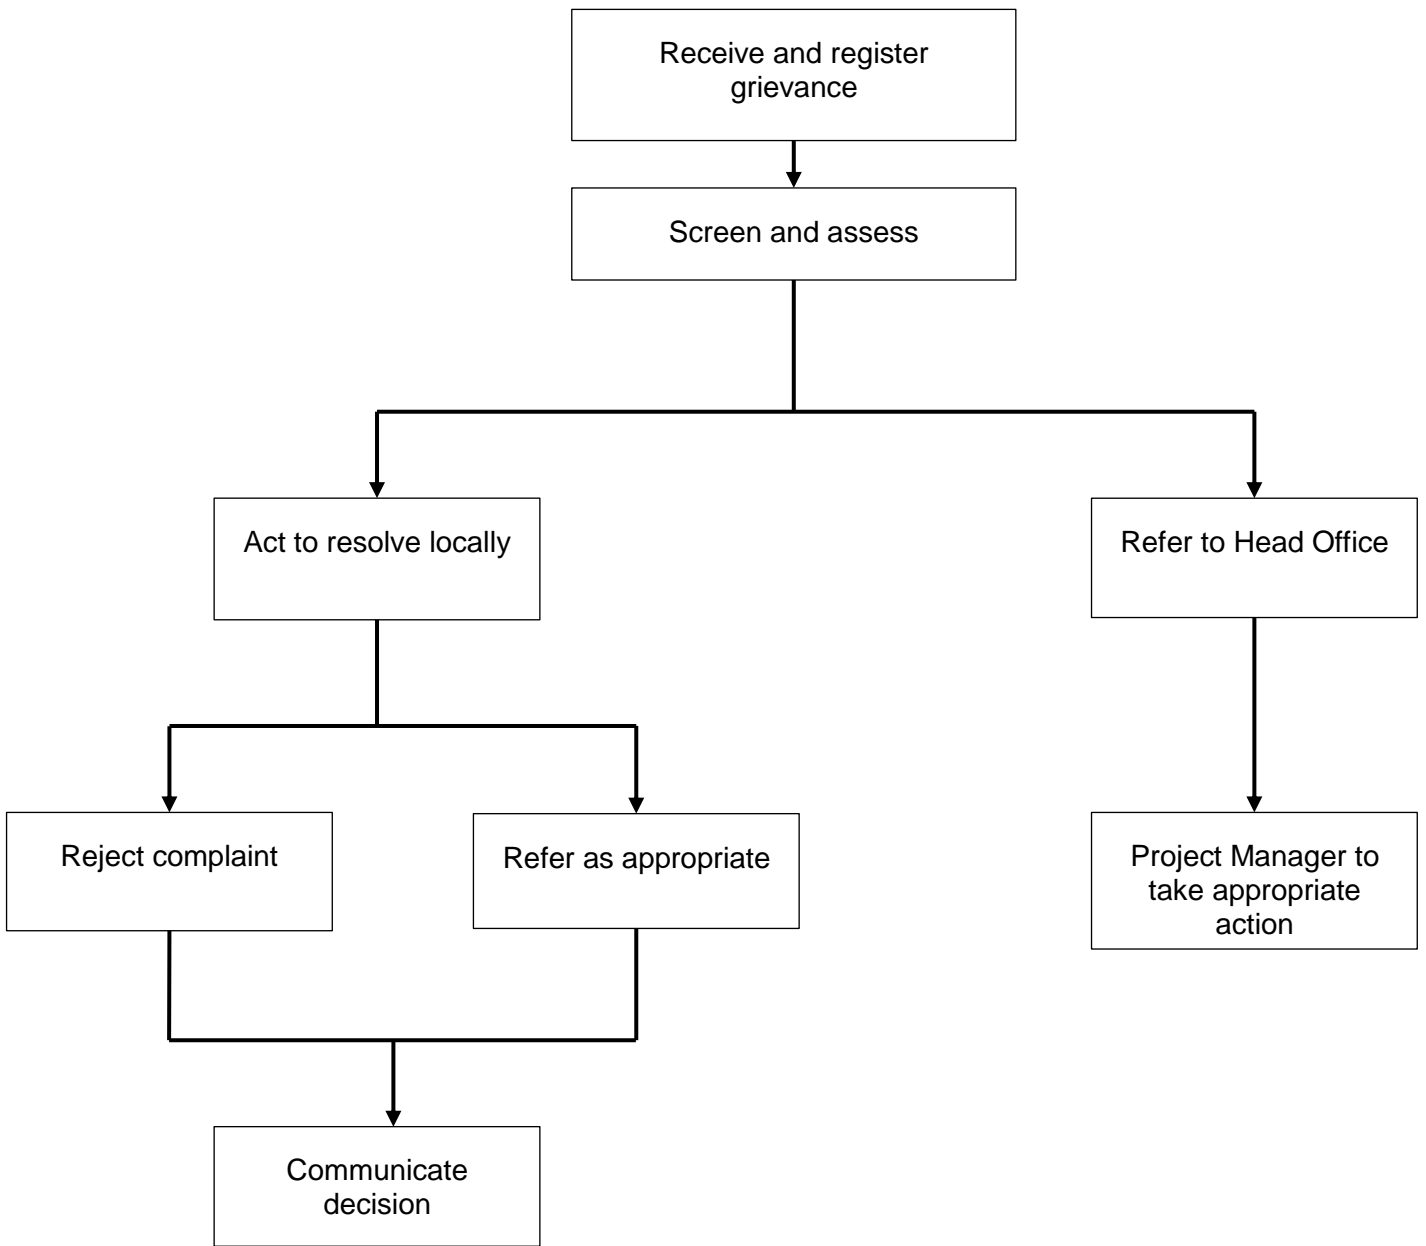 Receive and register
grievance
Screen and assess
Act to resolve locally
Refer to Head Office
Reject complaint
Refer as appropriate
Project Manager to
take appropriate
action
Communicate
decision